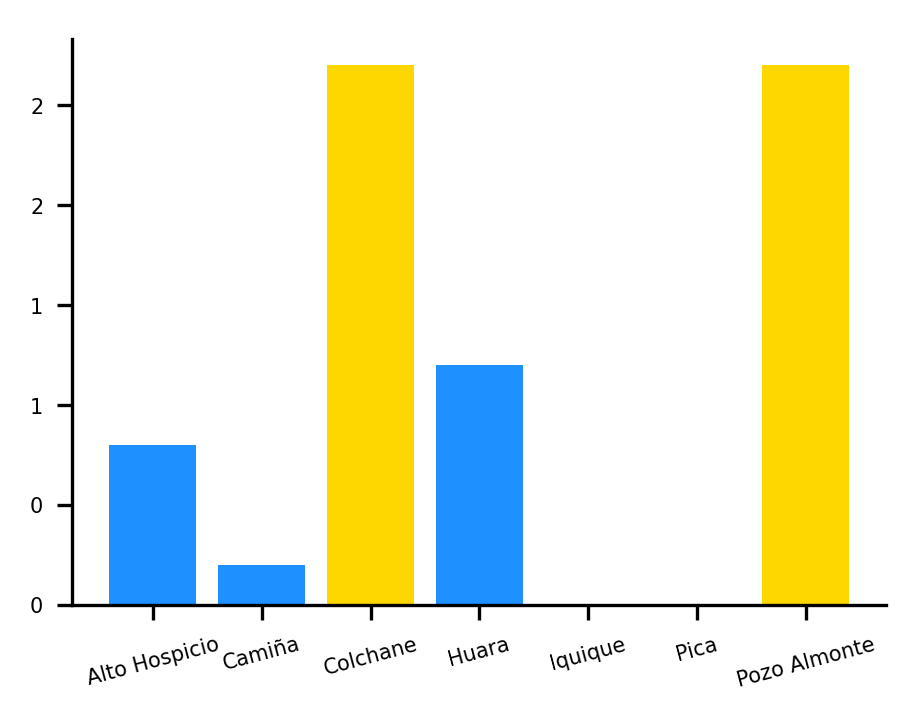 2
2
1
1
0
0
Alto Hospicio
Camiña
Colchane
Huara
Iquique
Pica
Pozo Almonte